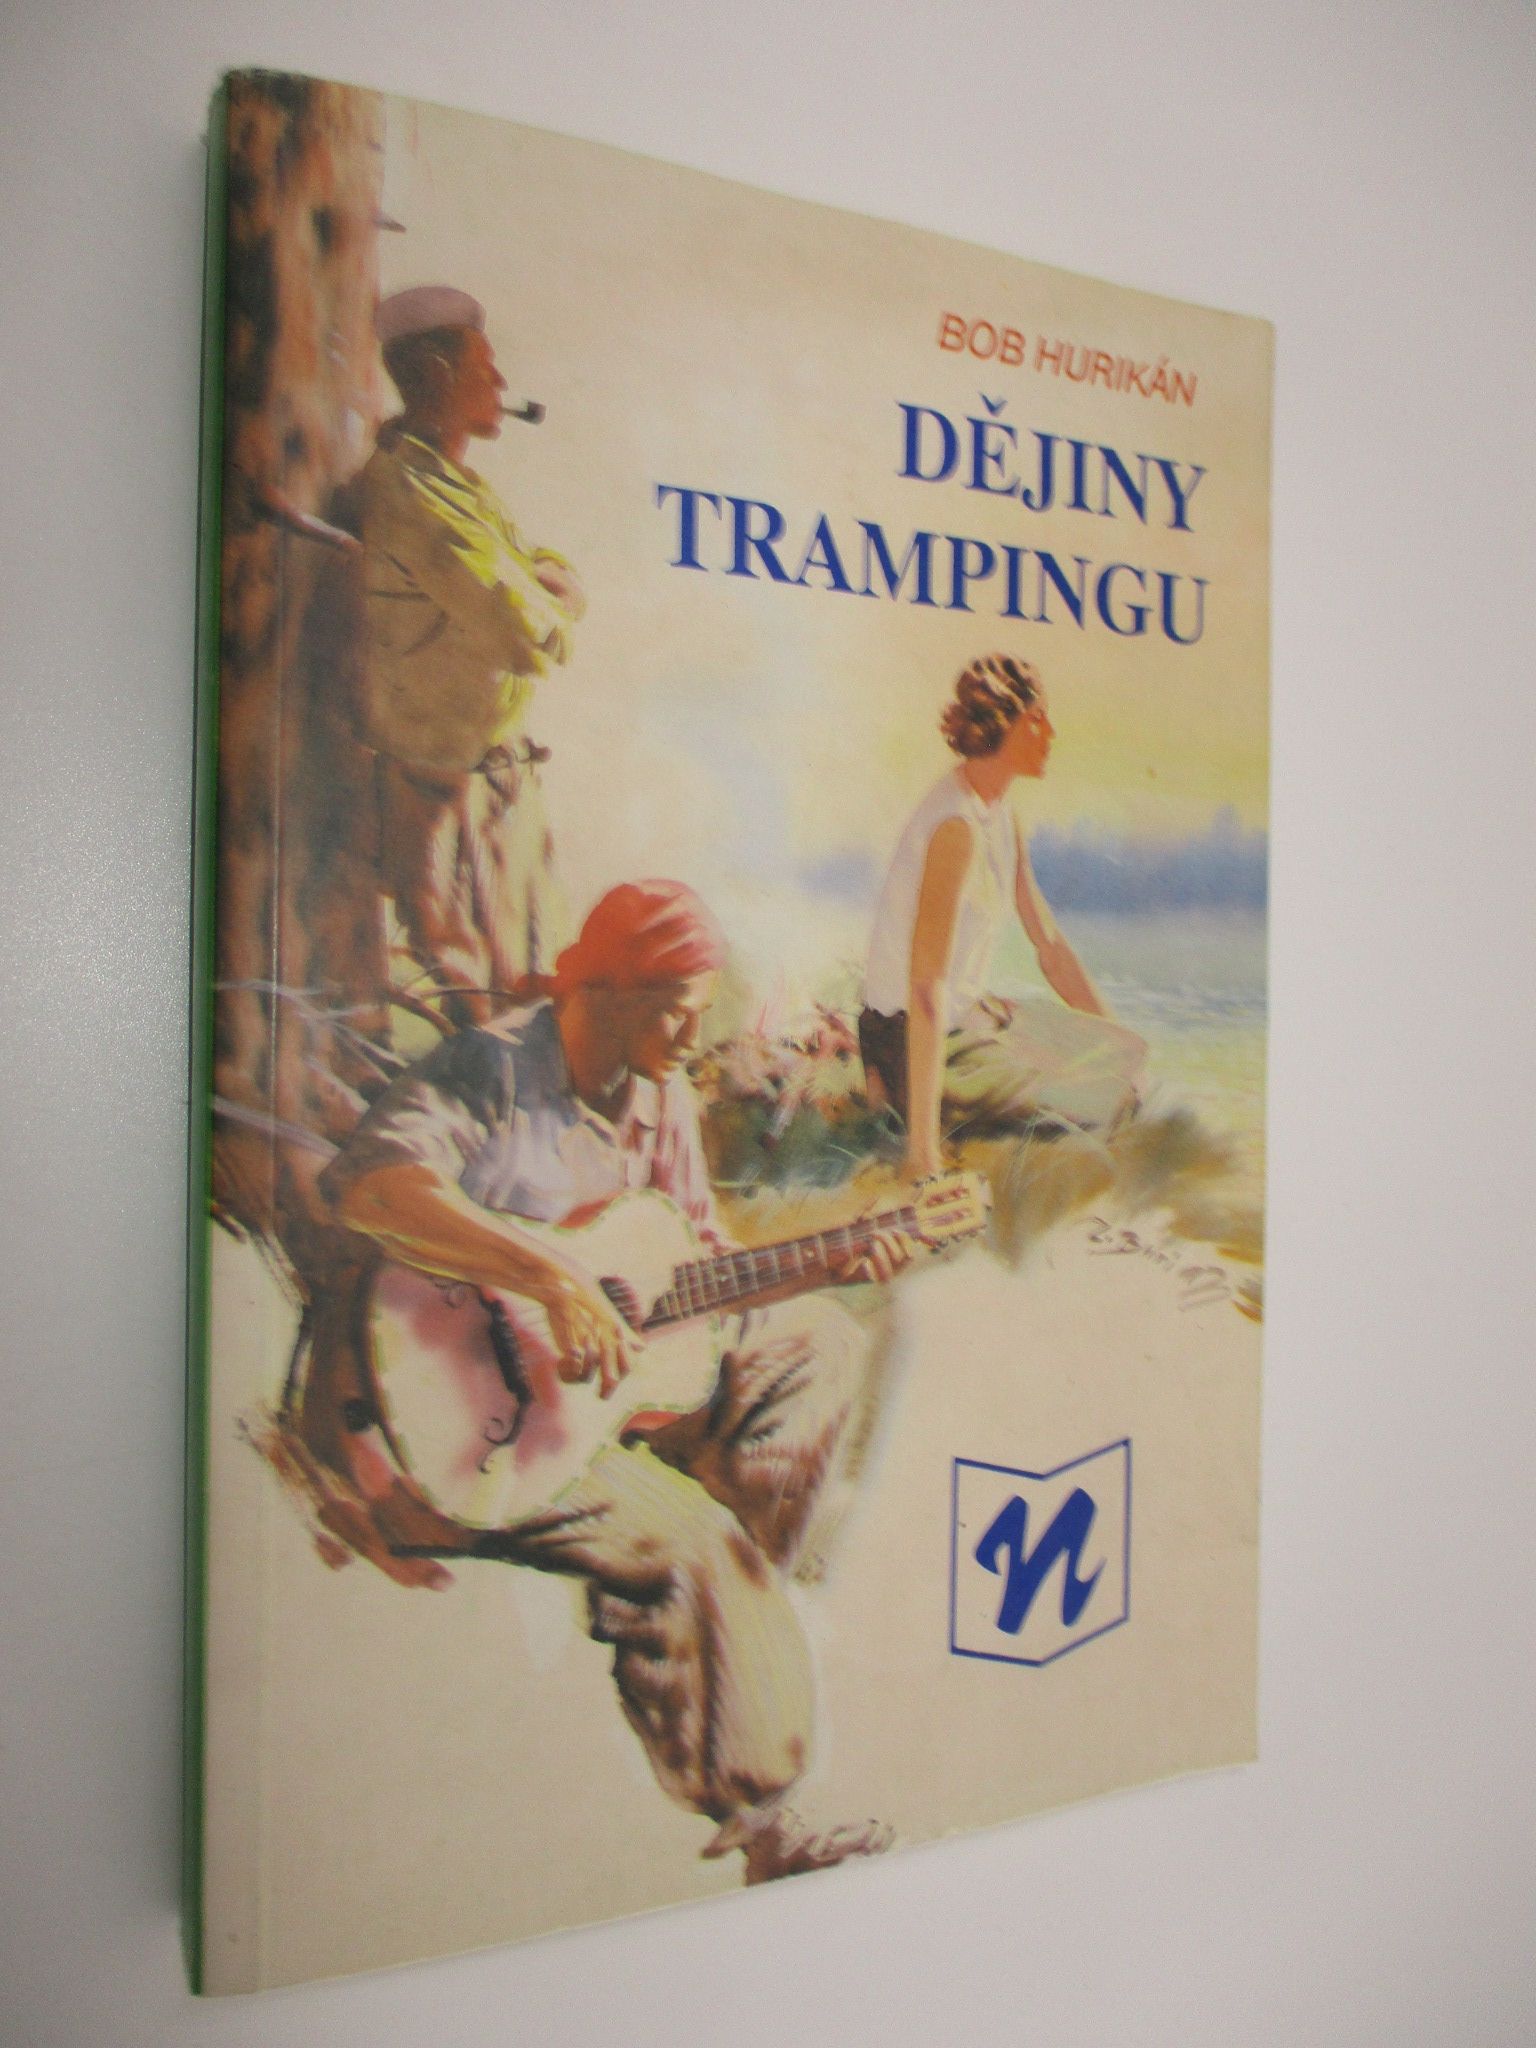 BOB HURIKÁN
DĚJINY
TRAMPINGU
n